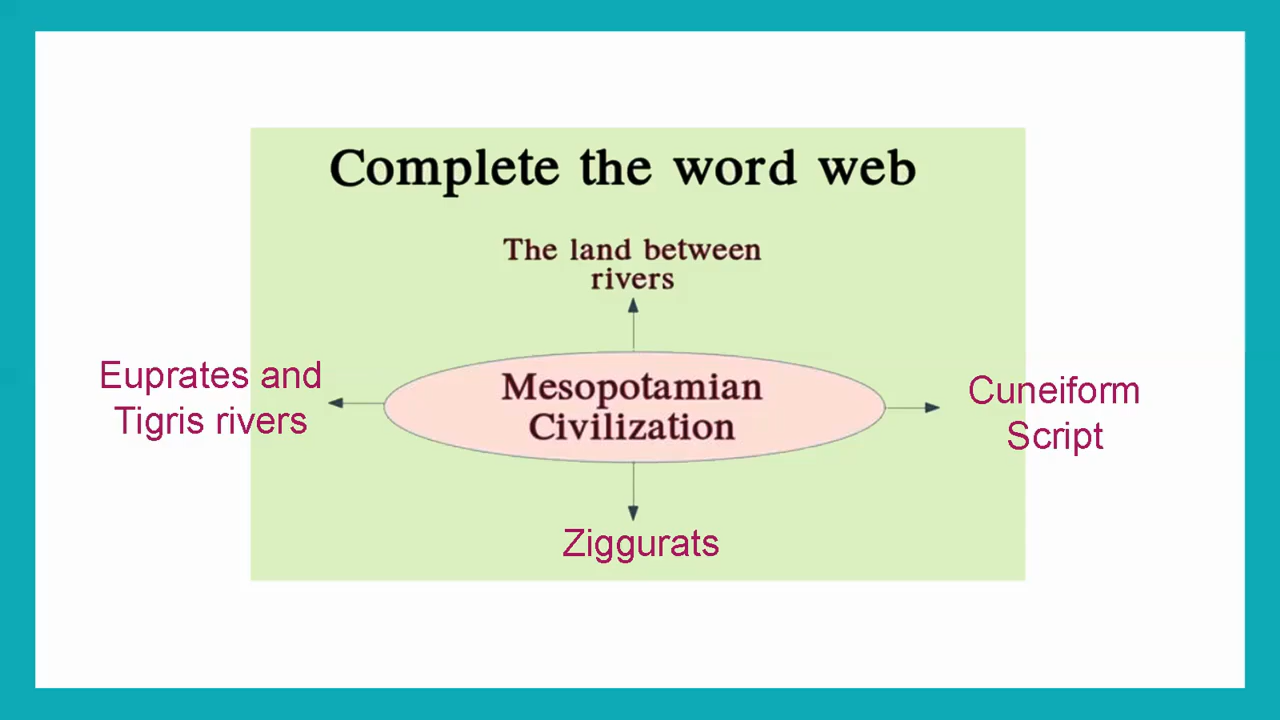 Complete the word web
The land between
rivers
Euprates and
Tigris rivers
Mesopotamian
Civilization
Cuneiform
Script
Ziggurats